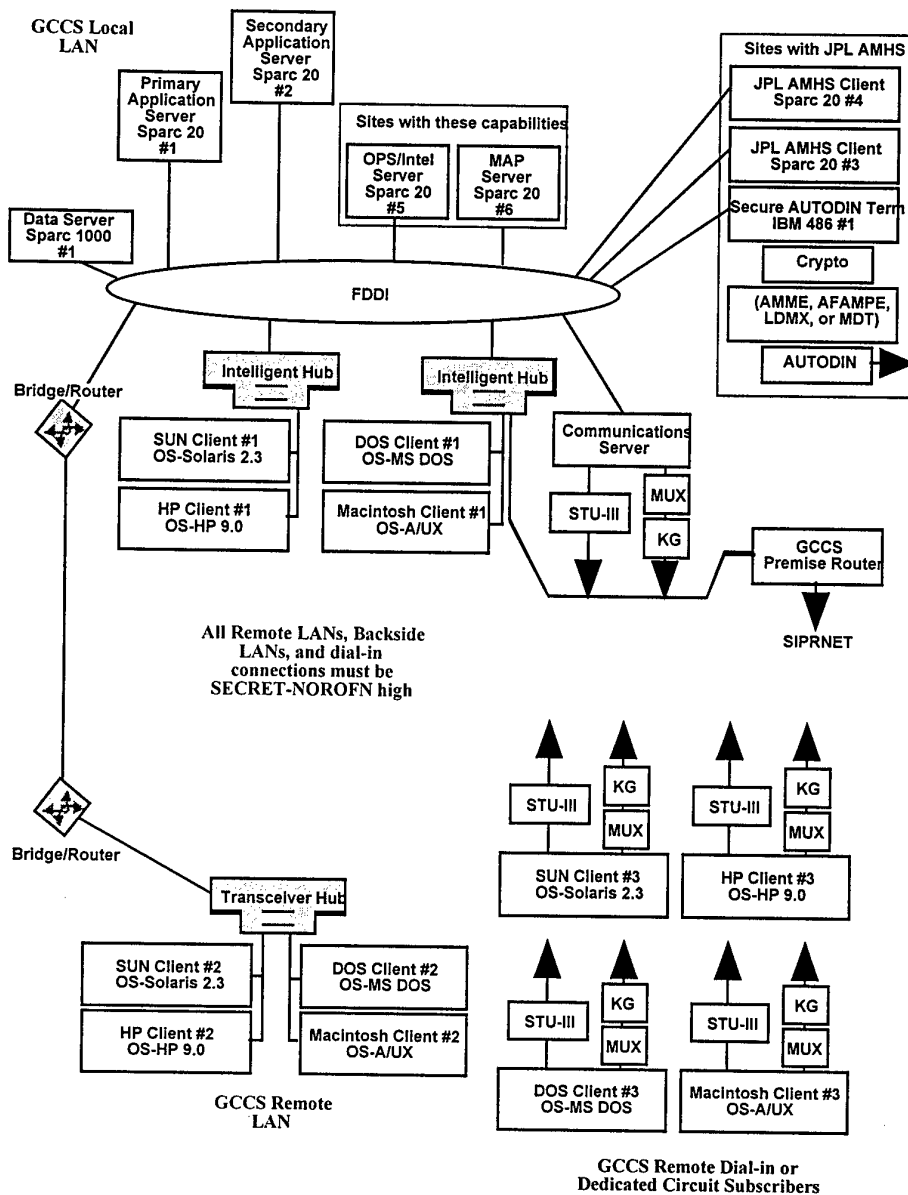 GCCS Local
LAN
Secondary
Application
Server
Sparc 20
#2
Primary
Application
Server
Sparc 20
#1
Data Server
Sparc 1000
#1
Sites with these capabilities
OPS/Intel
Server
Sparc 20
#5
MAP
Server
Sparc 20
#6
Sites with JPL AMHS
JPL AMHS Client
Sparc 20 #4
JPL AMHS Client
Sparc 20 #3
Secure AUTODIN Term
IBM 486 #1
Crypto
(AMME, AFAMPE,
LDMX, or MDT)
AUTODIN
FDDI
Bridge/Router
Intelligent Hub
Intelligent Hub
SUN Client #1
OS-Solaris 2.3
HP Client #1
OS-HP 9.0
DOS Client #1
OS-MS DOS
Macintosh Client #1
OS-A/UX
Communications
Server
STU-III
MUX
KG
GCCS
Premise Router
SIPRNET
All Remote LANs, Backside
LANs, and dial-in
connections must be
SECRET-NOROFN high
Bridge/Router
Transceiver Hub
SUN Client #2
OS-Solaris 2.3
HP Client #2
OS-HP 9.0
DOS Client #2
OS-MS DOS
Macintosh Client #2
OS-A/UX
GCCS Remote
LAN
STU-III
KG
MUX
SUN Client #3
OS-Solaris 2.3
STU-III
KG
MUX
HP Client #3
OS-HP 9.0
STU-III
KG
MUX
DOS Client #3
OS-MS DOS
STU-III
KG
MUX
Macintosh Client #3
OS-A/UX
GCCS Remote Dial-in or
Dedicated Circuit Subscribers